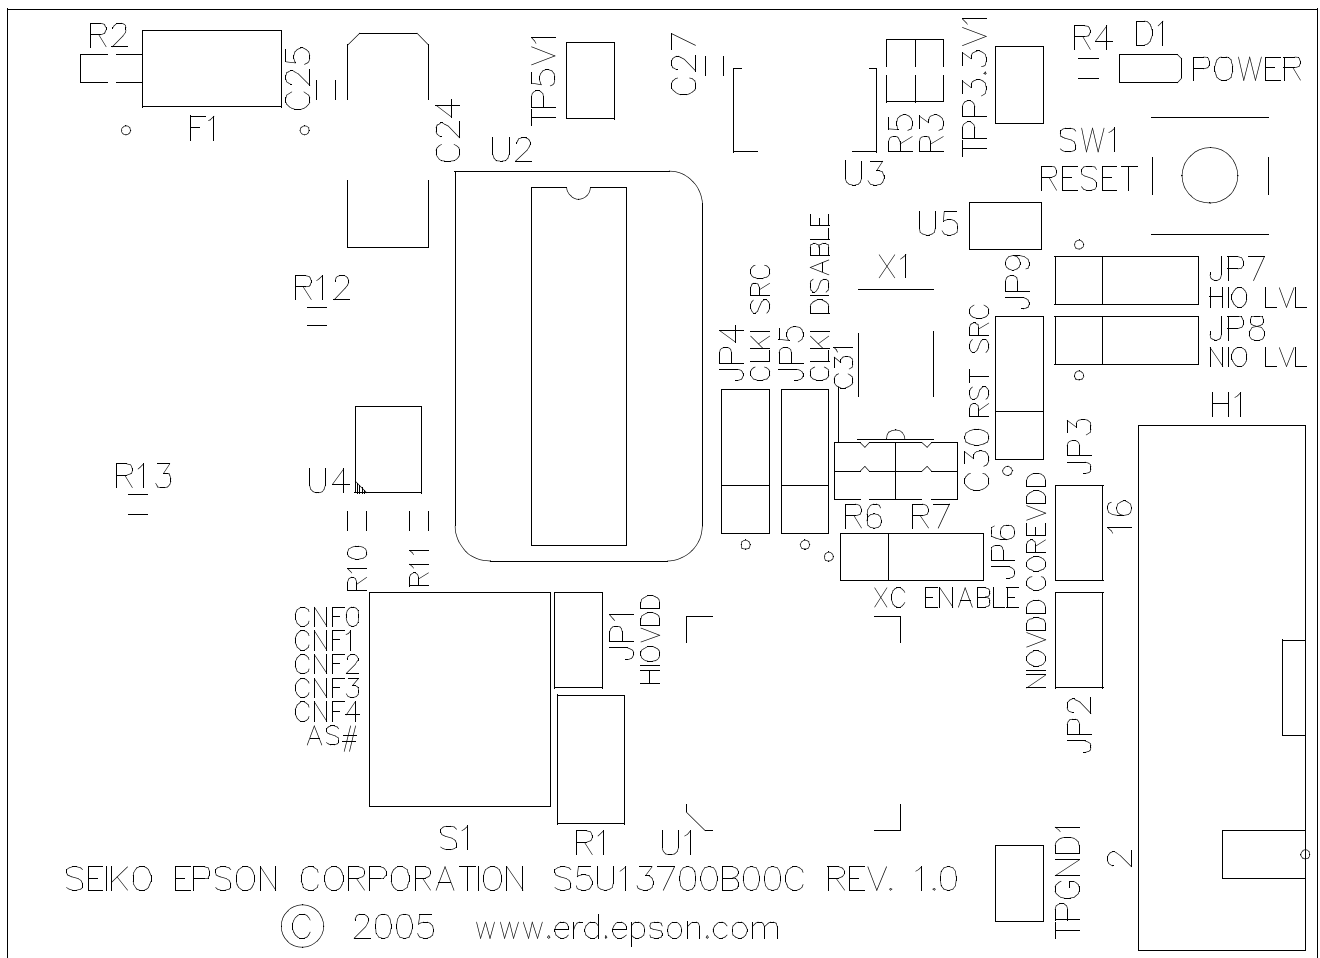 R2
F1
C25
C24
TP5V1
C27
U2
U3
R5
R3
TPP3.3V1
R4
D1
POWER
SW1
RESET
U5
X1
JP9
RST SRC
JP7
HIO LVL
JP8
NIO LVL
R12
JP4
CLKI SRC
JP5
CLKI DISABLE
C31
C30
H1
JP3
COREVDD
16
R13
U4
R10
R11
R6
R7
JP6
XC ENABLE
NIOVDD
JP2
CNF0
CNF1
CNF2
CNF3
CNF4
AS#
JP1
HIOVDD
S1
R1
U1
2
TPGND1
SEIKO EPSON CORPORATION S5U13700B00C REV. 1.0
© 2005 www.erd.epson.com